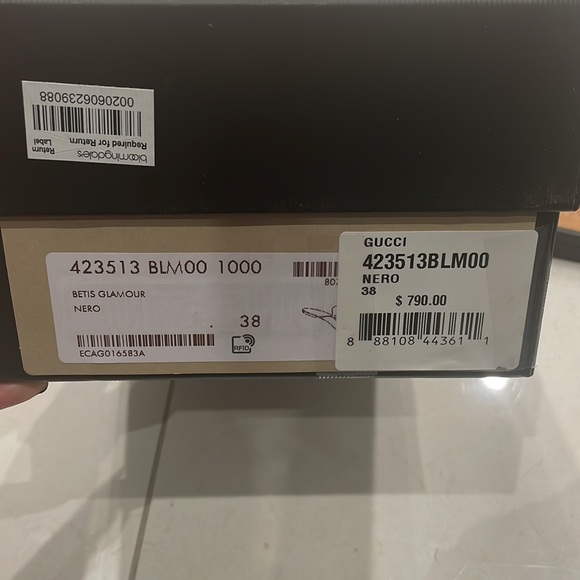 bloomingdales
Return
Required for Return
Label
0020606239088
423513 BLM00 1000
BETIS GLAMOUR
NERO
38
ECAG016583A
RFID
GUCCI
423513BLM00
NERO
38
$ 790.00
8 88108 44361 1